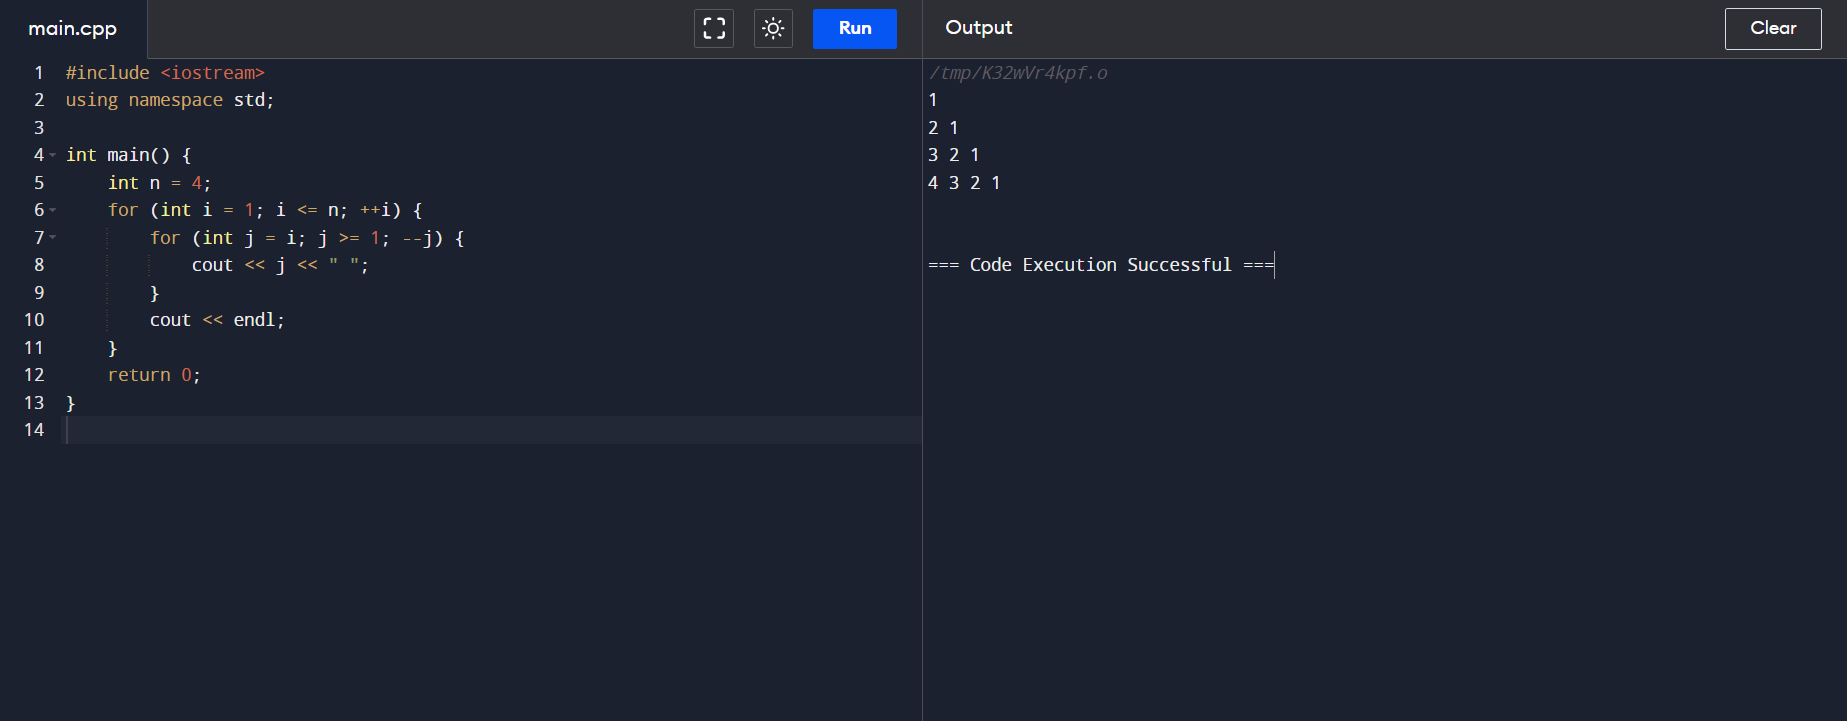 main.cpp
Run
Output
Clear
1 #include <iostream>
2 using namespace std;
3
4 int main() {
5     int n = 4;
6     for (int i = 1; i <= n; ++i) {
7         for (int j = i; j >= 1; --j) {
8             cout << j << " ";
9         }
10         cout << endl;
11     }
12     return 0;
13 }
14
/tmp/K32wVr4kpf.o
1
2 1
3 2 1
4 3 2 1
=== Code Execution Successful ===